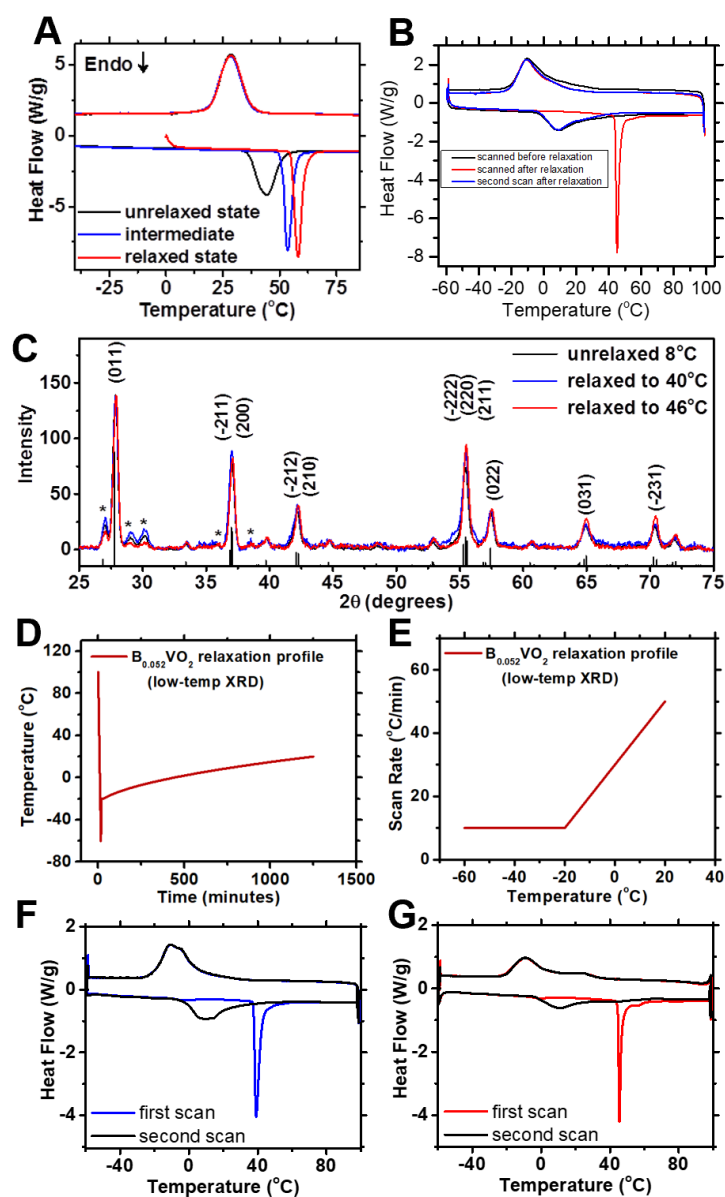 A
Endo ↓
Heat Flow (W/g)
5
0
-5
unrelaxed state
intermediate
relaxed state
-25 0 25 50 75
Temperature (°C)
B
Heat Flow (W/g)
4
2
0
-2
-4
-6
-8
scanned before relaxation
scanned after relaxation
second scan after relaxation
-60 -40 -20 0 20 40 60 80 100
Temperature (°C)
C
Intensity
150
100
50
0
(011)
(-211)
(200)
(-212)
(210)
(-222)
(220)
(211)
(022)
(031)
(-231)
* * * * *
unrelaxed 8°C
relaxed to 40°C
relaxed to 46°C
25 30 35 40 45 50 55 60 65 70 75
2θ (degrees)
D
Temperature (°C)
120
80
40
0
-40
-80
B0.052VO2 relaxation profile
(low-temp XRD)
0 500 1000 1500
Time (minutes)
E
Scan Rate (°C/min)
60
40
20
0
B0.052VO2 relaxation profile
(low-temp XRD)
-60 -40 -20 0 20 40
Temperature (°C)
F
Heat Flow (W/g)
2
0
-2
-4
first scan
second scan
-40 0 40 80
G
Heat Flow (W/g)
2
0
-2
-4
first scan
second scan
-40 0 40 80